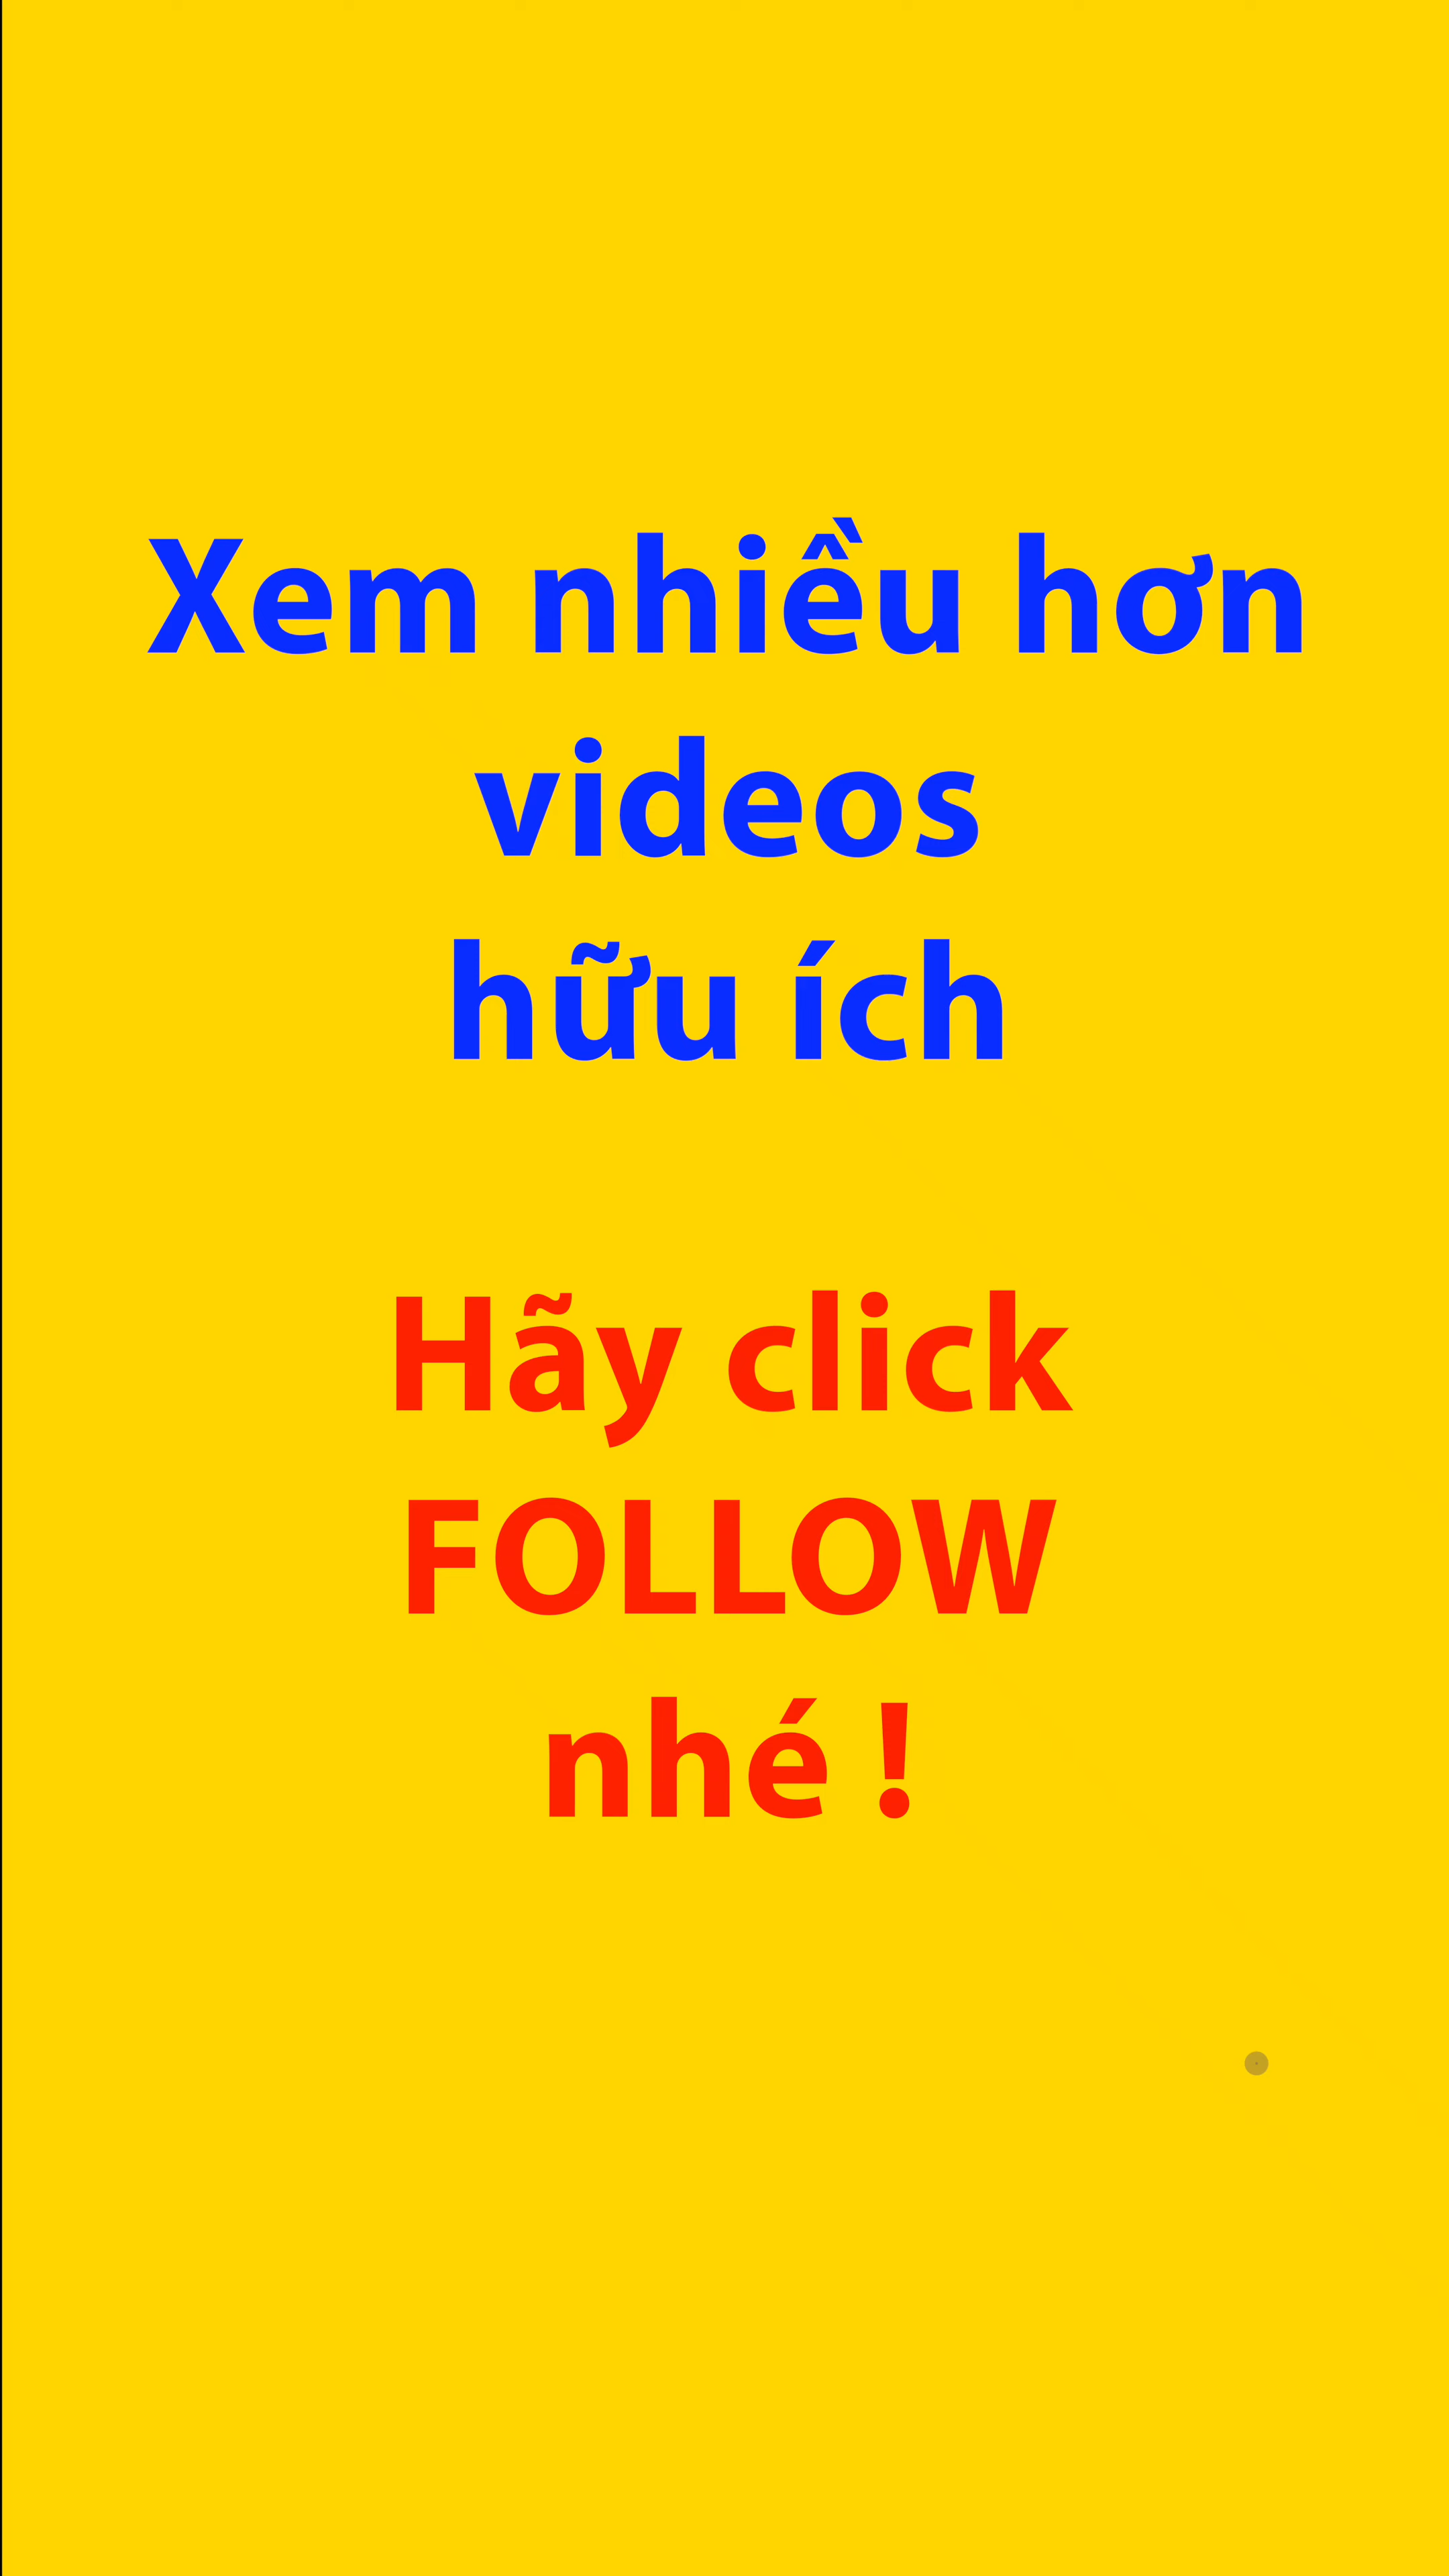 Xem nhiều hơn
videos
hữu ích
Hãy click
FOLLOW
nhé !